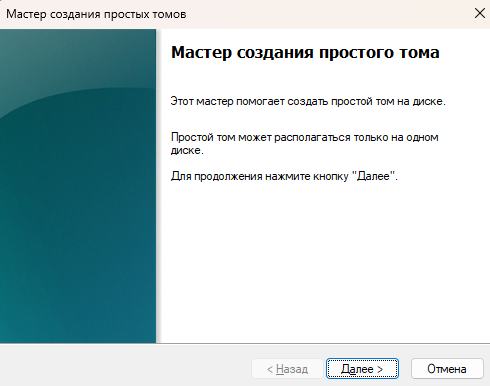 Мастер создания простых томов
Мастер создания простого тома
Этот мастер помогает создать простой том на диске.
Простой том может располагаться только на одном
диске.
Для продолжения нажмите кнопку "Далее".
< Назад
Далее >
Отмена